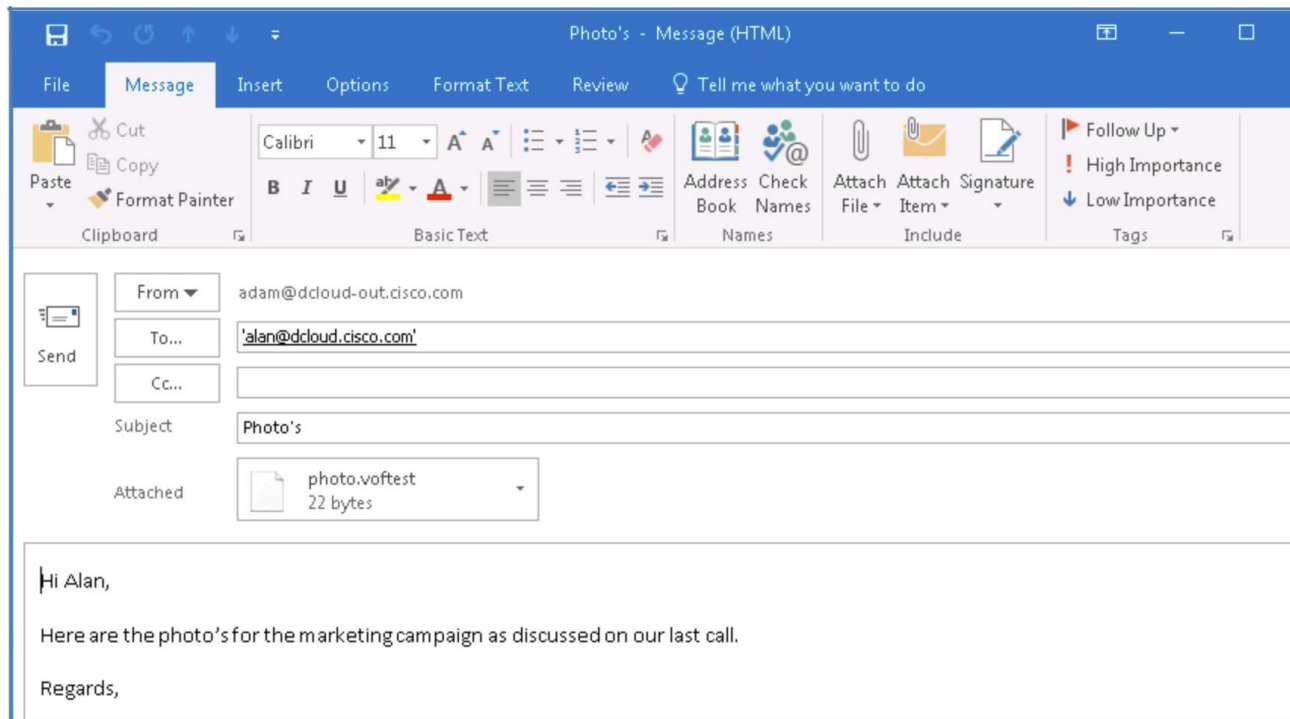 Photo's - Message (HTML)
File Message Insert Options Format Text Review Tell me what you want to do
Paste
Cut
Copy
Format Painter
Clipboard
Calibri 11
B I U
Basic Text
Address Book
Check Names
Names
Attach File
Attach Item
Signature
Include
Follow Up
High Importance
Low Importance
Tags
Send
From adam@dcloud-out.cisco.com
To... 'alan@dcloud.cisco.com'
Cc...
Subject Photo's
Attached photo.voftest
22 bytes
Hi Alan,
Here are the photo's for the marketing campaign as discussed on our last call.
Regards,